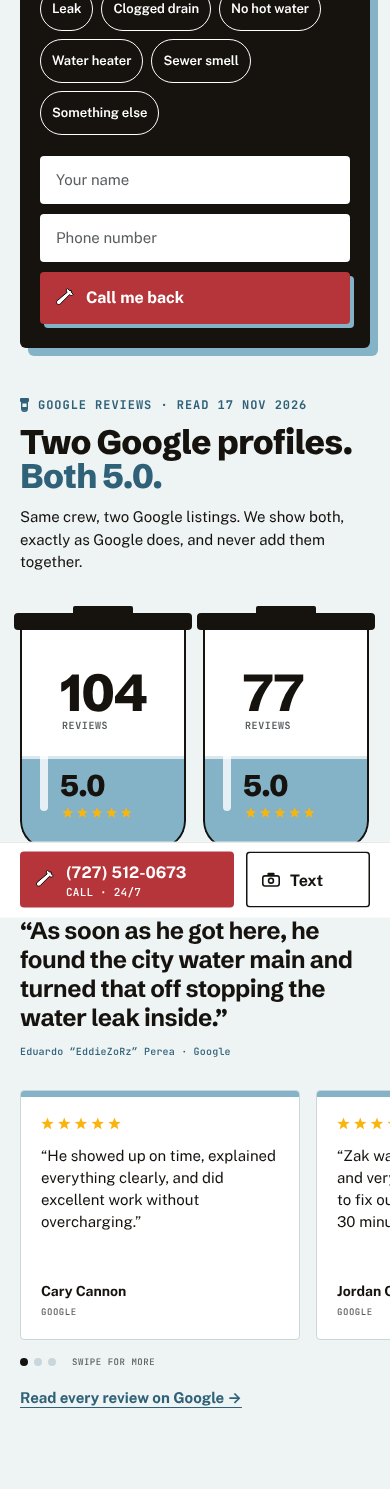 Leak
Clogged drain
No hot water
Water heater
Sewer smell
Something else
Your name
Phone number
Call me back
GOOGLE REVIEWS · READ 17 NOV 2026
Two Google profiles.
Both 5.0.
Same crew, two Google listings. We show both,
exactly as Google does, and never add them
together.
104
REVIEWS
5.0
77
REVIEWS
5.0
(727) 512-0673
CALL · 24/7
Text
“As soon as he got here, he
found the city water main and
turned that off stopping the
water leak inside.”
Eduardo “EddieZoRz” Perea · Google
“He showed up on time, explained
everything clearly, and did
excellent work without
overcharging.”
Cary Cannon
GOOGLE
“Zak
and
to fix
30
Jordan
GOOGLE
SWIPE FOR MORE
Read every review on Google →